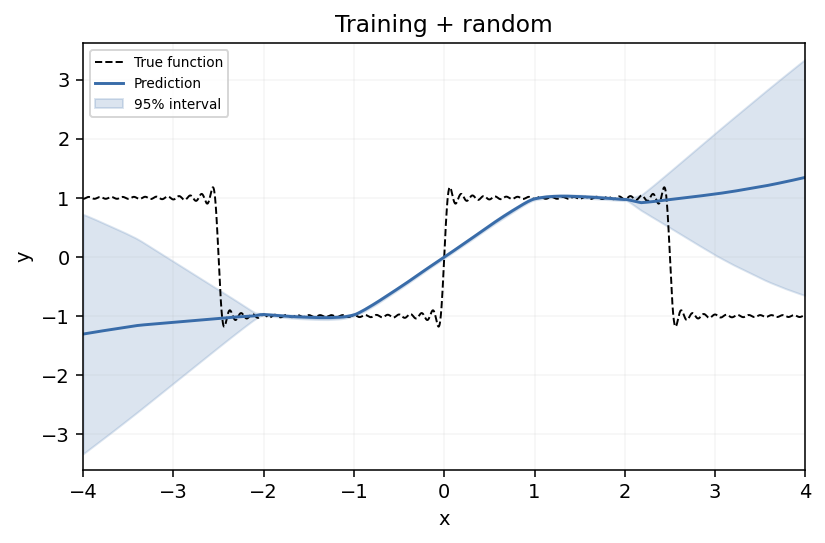 Training + random
True function
Prediction
95% interval
3
2
1
0
−1
−2
−3
y
−4 −3 −2 −1 0 1 2 3 4
x